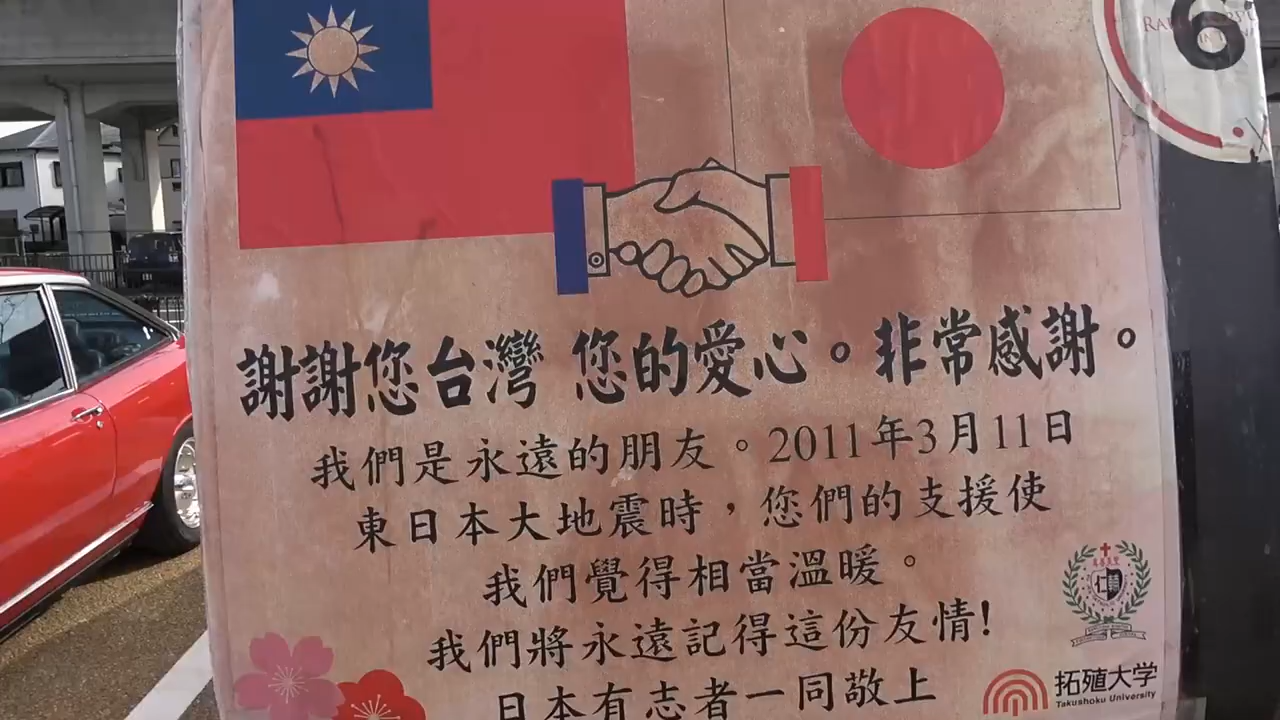 6
謝謝您台灣 您的愛心。非常感謝。
我們是永遠的朋友。2011年3月11日
東日本大地震時，您們的支援使
我們覺得相當溫暖。
我們將永遠記得這份友情!
日本有志者一同敬上
拓殖大学
Takushoku University